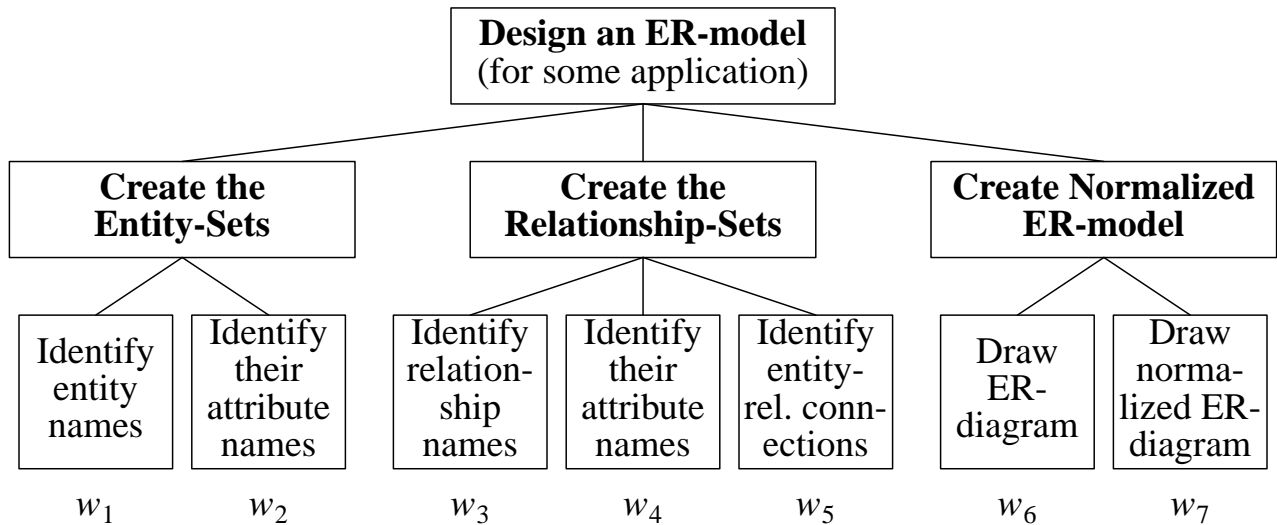 Design an ER-model
(for some application)
Create the
Entity-Sets
Create the
Relationship-Sets
Create Normalized
ER-model
Identify
entity
names
Identify
their
attribute
names
Identify
relation-
ship
names
Identify
their
attribute
names
Identify
entity-
rel. conn-
ections
Draw
ER-
diagram
Draw
norma-
lized ER-
diagram
w1
w2
w3
w4
w5
w6
w7